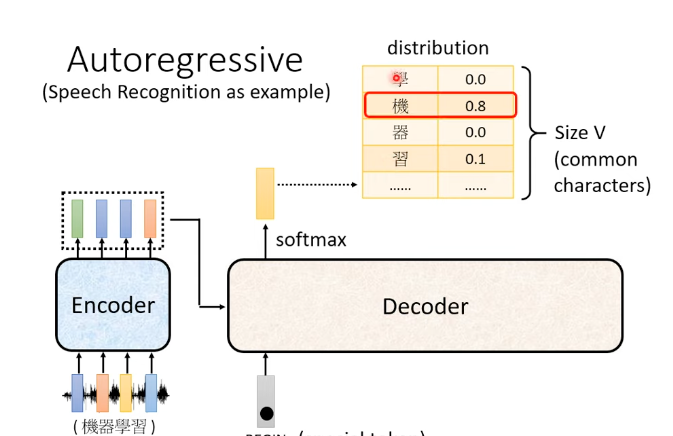 Autoregressive
(Speech Recognition as example)
distribution
學 0.0
機 0.8
器 0.0
習 0.1
...... ......
Size V
(common
characters)
softmax
Encoder
Decoder
(機器學習)